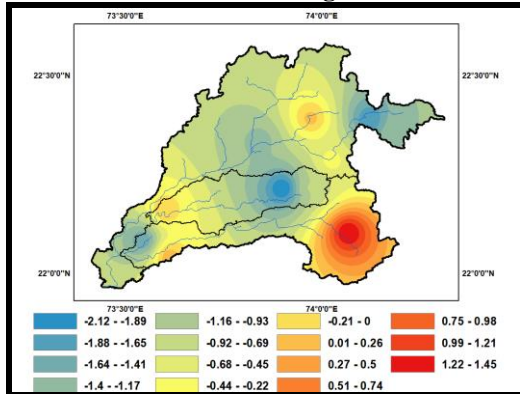 73°30'0"E 74°0'0"E
22°30'0"N 22°30'0"N
22°0'0"N 22°0'0"N
73°30'0"E 74°0'0"E
-2.12 - -1.89 -1.16 - -0.93 -0.21 - 0 0.75 - 0.98
-1.88 - -1.65 -0.92 - -0.69 0.01 - 0.26 0.99 - 1.21
-1.64 - -1.41 -0.68 - -0.45 0.27 - 0.5 1.22 - 1.45
-1.4 - -1.17 -0.44 - -0.22 0.51 - 0.74